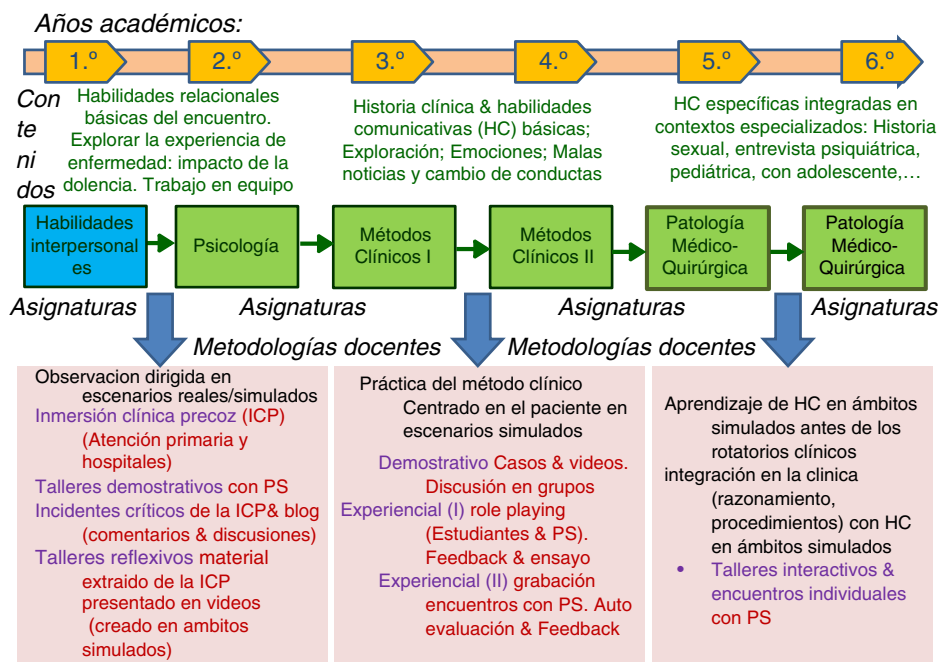 Años académicos:
1.º 2.º 3.º 4.º 5.º 6.º
Con
te
ni
dos
Habilidades relacionales
básicas del encuentro.
Explorar la experiencia de
enfermedad: impacto de la
dolencia. Trabajo en equipo
Historia clínica & habilidades
comunicativas (HC) básicas;
Exploración; Emociones; Malas
noticias y cambio de conductas
HC específicas integradas en
contextos especializados: Historia
sexual, entrevista psiquiátrica,
pediátrica, con adolescente,...
Habilidades
interpersonal
es
Psicología
Métodos
Clínicos I
Métodos
Clínicos II
Patología
Médico-
Quirúrgica
Patología
Médico-
Quirúrgica
Asignaturas Asignaturas Asignaturas Asignaturas
Metodologías docentes Metodologías docentes
Observacion dirigida en
escenarios reales/simulados
Inmersión clínica precoz (ICP)
(Atención primaria y
hospitales)
Talleres demostrativos con PS
Incidentes críticos de la ICP& blog
(comentarios & discusiones)
Talleres reflexivos material
extraido de la ICP
presentado en videos
(creado en ambitos
simulados)
Práctica del método clínico
Centrado en el paciente en
escenarios simulados
Demostrativo Casos & videos.
Discusión en grupos
Experiencial (I) role playing
(Estudiantes & PS).
Feedback & ensayo
Experiencial (II) grabación
encuentros con PS. Auto
evaluación & Feedback
Aprendizaje de HC en ámbitos
simulados antes de los
rotatorios clínicos
integración en la clinica
(razonamiento,
procedimientos) con HC
en ámbitos simulados
• Talleres interactivos &
encuentros individuales
con PS